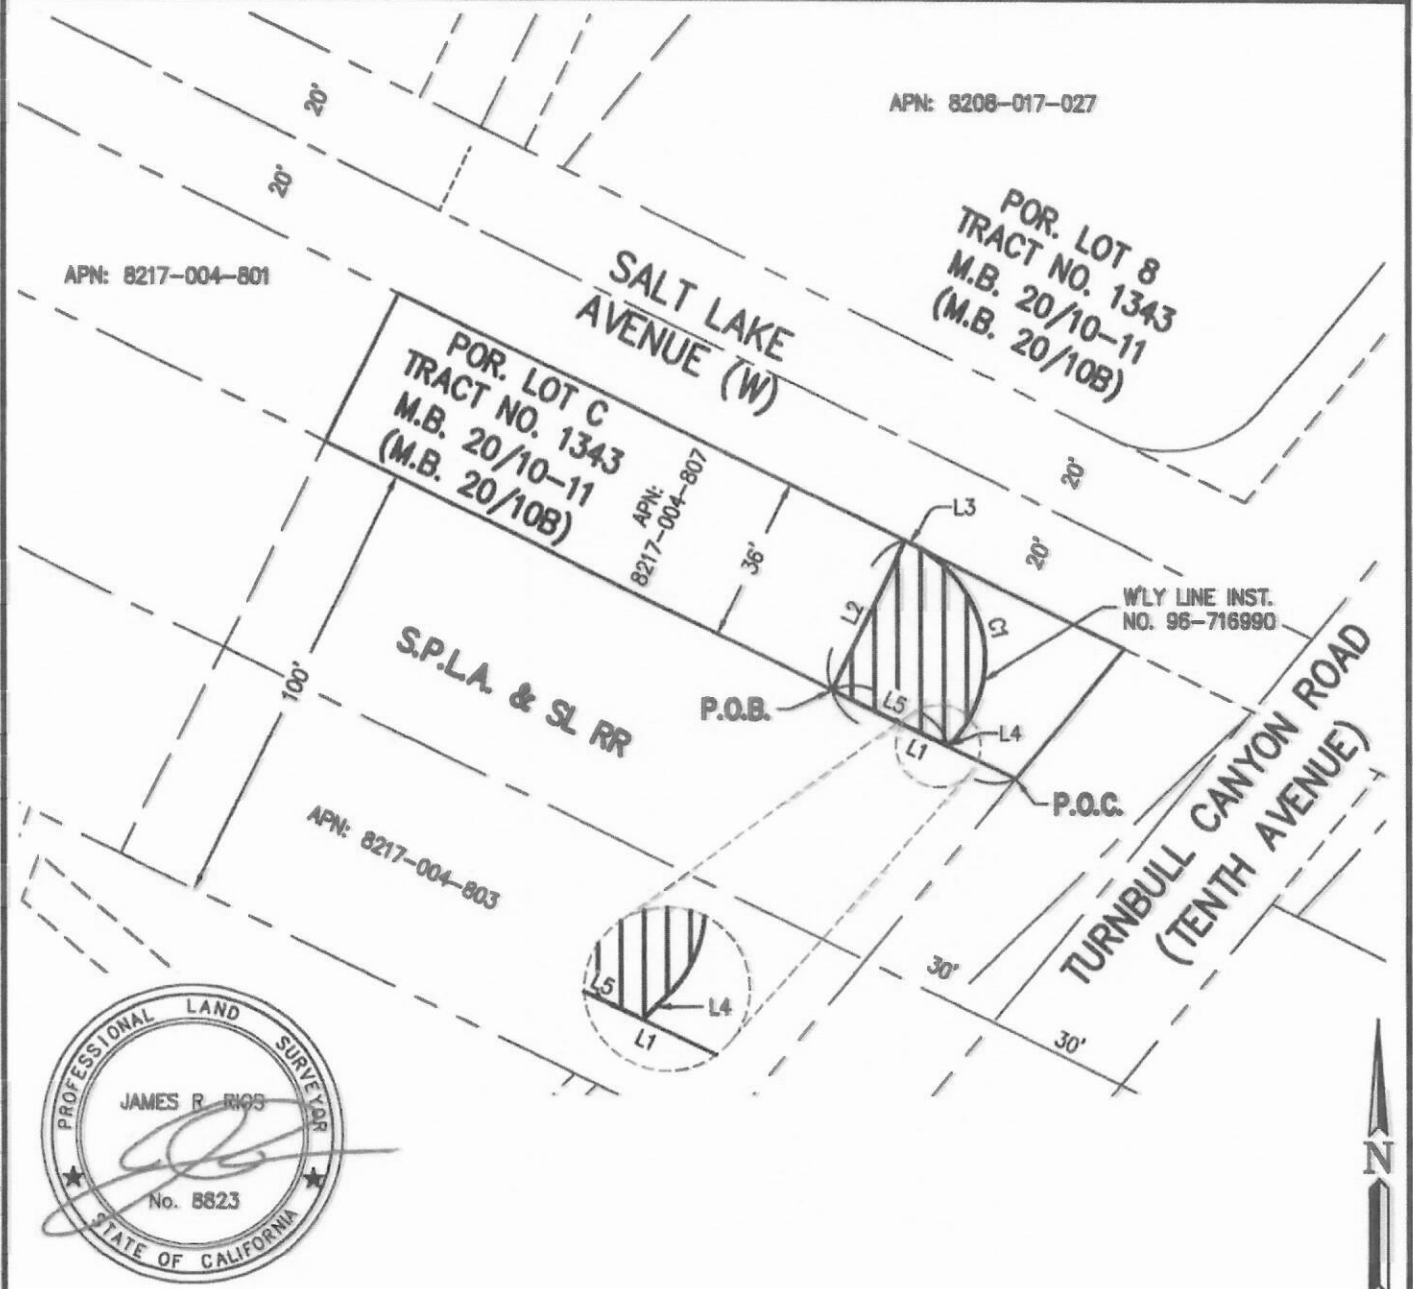 20'
20'
APN: 8208-017-027
POR. LOT 8
TRACT NO. 1343
M.B. 20/10-11
(M.B. 20/10B)
APN: 8217-004-801
SALT LAKE
AVENUE (W)
POR. LOT C
TRACT NO. 1343
M.B. 20/10-11
(M.B. 20/10B)
APN:
8217-004-807
36'
20'
20'
L3
L2
C1
W'LY LINE INST.
NO. 96-716990
P.O.B.
L5
L1
L4
P.O.C.
S.P.L.A. & SL RR
100'
APN: 8217-004-803
TURNBULL CANYON ROAD
(TENTH AVENUE)
30'
30'
L5
L4
L1
PROFESSIONAL LAND SURVEYOR
JAMES R. RIOS
No. 8823
STATE OF CALIFORNIA
N